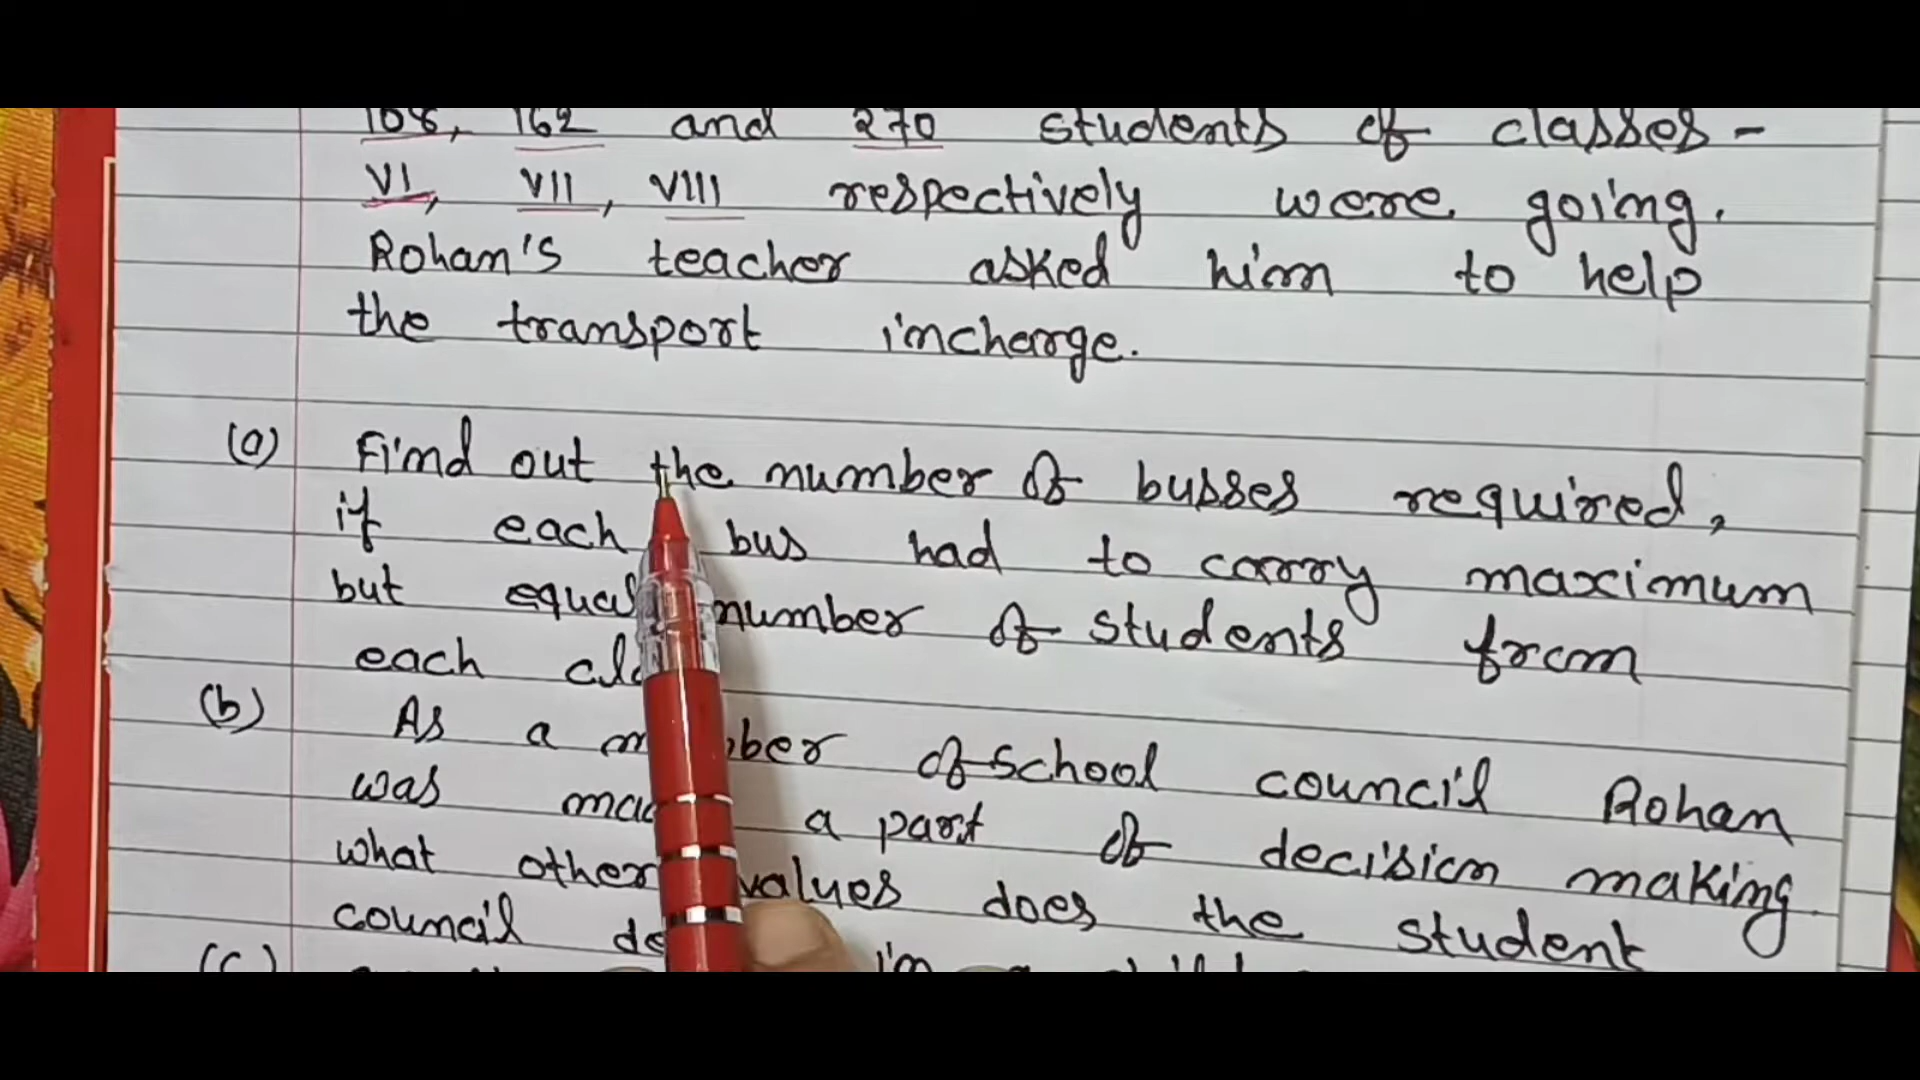 108, 162 and 270 students of classes -
VI, VII, VIII respectively were going.
Rohan's teacher asked him to help
the transport incharge.
(a) Find out the number of busses required,
if each bus had to carry maximum
but equal number of students from
each
(b) As a of school council Rohan
was a part of decision making
what other values does the student
council
(c)